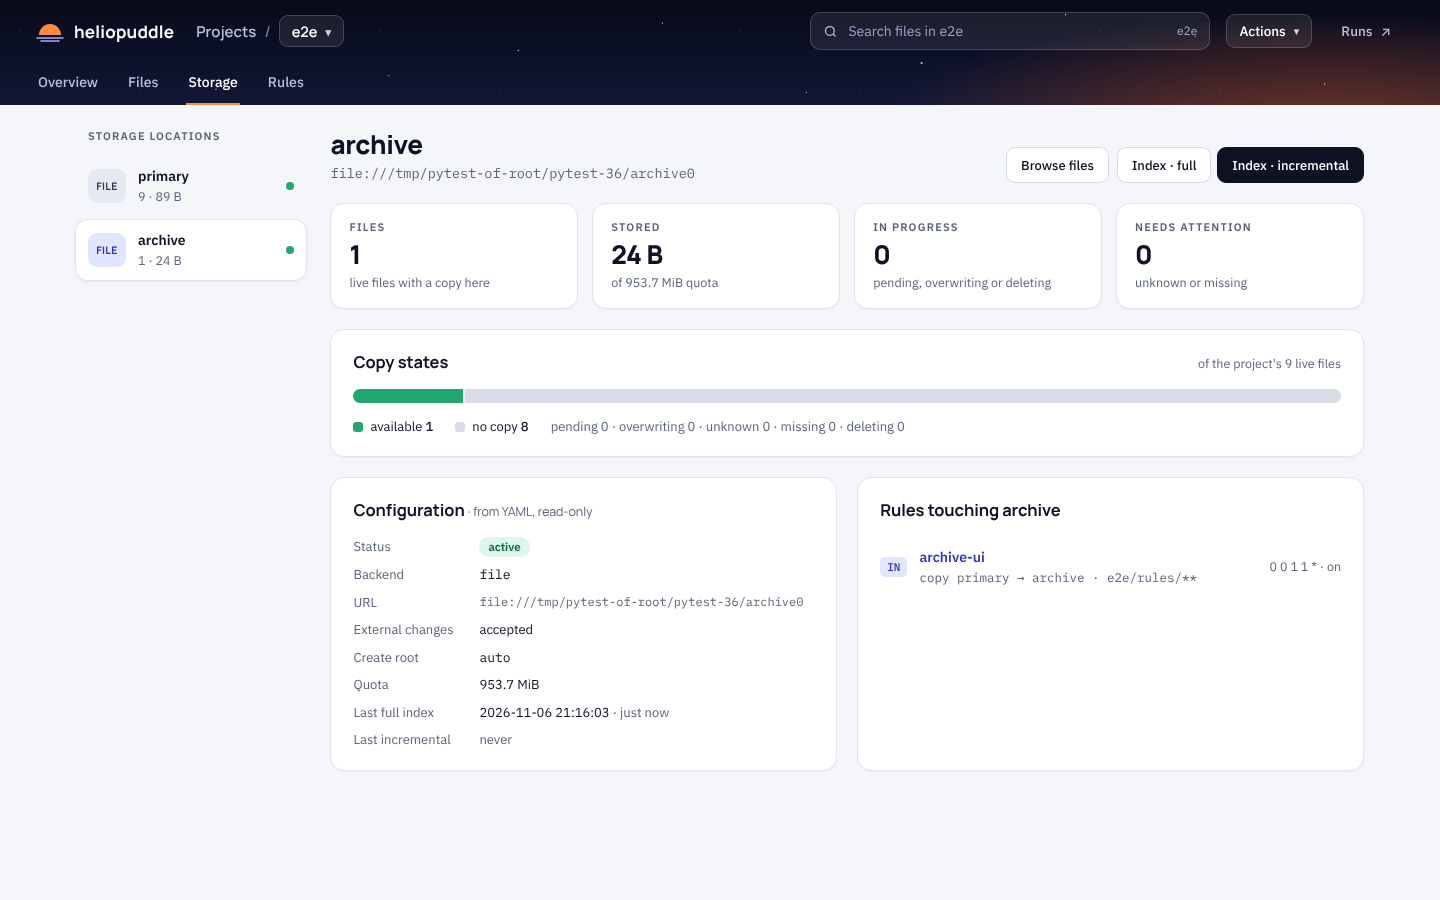 heliopuddle Projects / e2e ▾ Search files in e2e e2e Actions ▾ Runs ↗
Overview Files Storage Rules
STORAGE LOCATIONS
FILE primary
9 · 89 B
FILE archive
1 · 24 B
archive
file:///tmp/pytest-of-root/pytest-36/archive0
Browse files Index · full Index · incremental
FILES
1
live files with a copy here
STORED
24 B
of 953.7 MiB quota
IN PROGRESS
0
pending, overwriting or deleting
NEEDS ATTENTION
0
unknown or missing
Copy states of the project's 9 live files
available 1 no copy 8 pending 0 · overwriting 0 · unknown 0 · missing 0 · deleting 0
Configuration · from YAML, read-only
Status active
Backend file
URL file:///tmp/pytest-of-root/pytest-36/archive0
External changes accepted
Create root auto
Quota 953.7 MiB
Last full index 2026-11-06 21:16:03 · just now
Last incremental never
Rules touching archive
IN archive-ui
copy primary → archive · e2e/rules/**
0 0 1 1 * · on